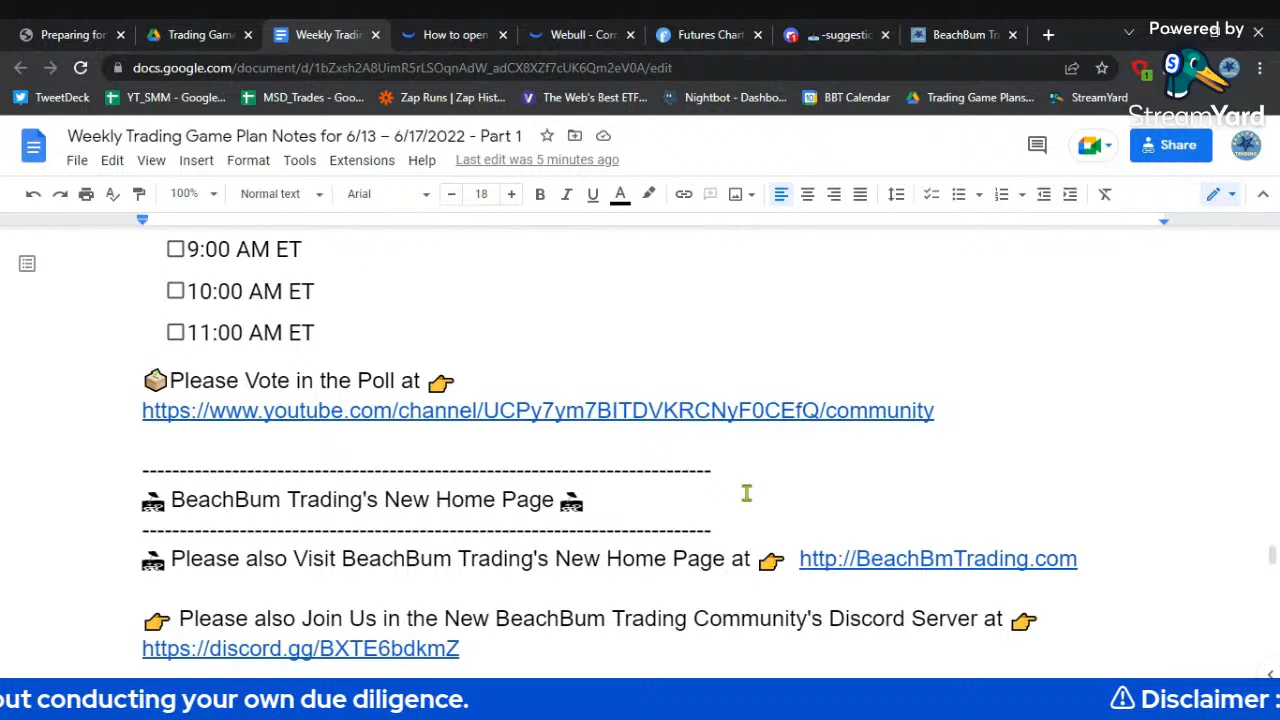 Powered by
Preparing for
Trading Gam
Weekly Tradin
How to open
Webull - Com
Futures Chart
-suggestic
BeachBum Tra
docs.google.com/document/d/1bZxsh2A8UimR5rLSOqnA0W_adCX8XZf7cUK6Qm2eV0A/edit
TweetDeck
YT_SMM - Google...
MSD_Trades - Goo...
Zap Runs | Zap Hist...
The Web's Best ETF...
Nightbot - Dashbo...
BBT Calendar
Trading Game Plans...
StreamYard
StreamYard
Weekly Trading Game Plan Notes for 6/13 – 6/17/2022 - Part 1
File Edit View Insert Format Tools Extensions Help Last edit was 5 minutes ago
Share
100% Normal text Arial 18
9:00 AM ET
10:00 AM ET
11:00 AM ET
Please Vote in the Poll at
https://www.youtube.com/channel/UCPy7ym7BITDVKRCNyF0CEfQ/community
-----------------------------------------------------------------------------
BeachBum Trading's New Home Page
-----------------------------------------------------------------------------
Please also Visit BeachBum Trading's New Home Page at http://BeachBmTrading.com
Please also Join Us in the New BeachBum Trading Community's Discord Server at
https://discord.gg/BXTE6bdkmZ
out conducting your own due diligence.
Disclaimer :